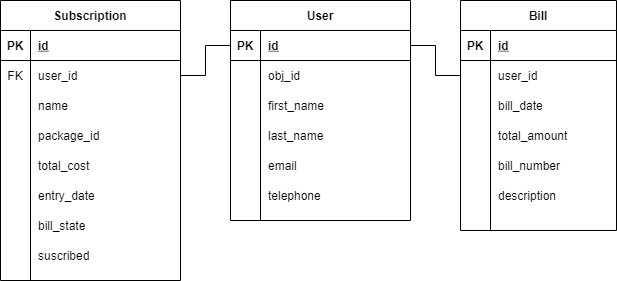 Subscription
PK id
FK user_id
name
package_id
total_cost
entry_date
bill_state
suscribed
User
PK id
obj_id
first_name
last_name
email
telephone
Bill
PK id
user_id
bill_date
total_amount
bill_number
description